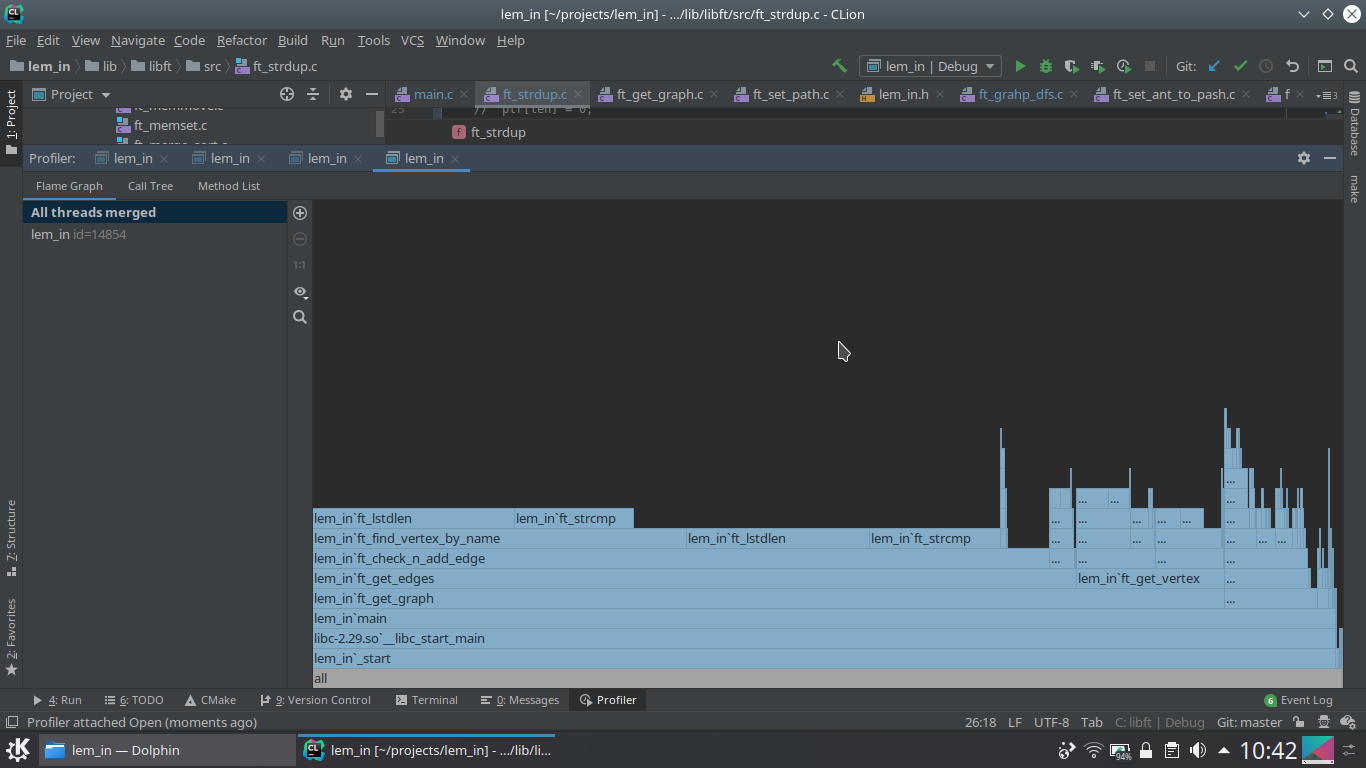 lem_in [~/projects/lem_in] - .../lib/libft/src/ft_strdup.c - CLion
File Edit View Navigate Code Refactor Build Run Tools VCS Window Help
lem_in lib libft src ft_strdup.c lem_in | Debug Git:
1: Project
Project
main.c ft_strdup.c ft_get_graph.c ft_set_path.c lem_in.h ft_grahp_dfs.c ft_set_ant_to_pash.c f 3
25 // ptr[len] = 0;
ft_memset.c
ft_strdup
Database
make
Profiler: lem_in lem_in lem_in lem_in
Flame Graph Call Tree Method List
All threads merged
lem_in id=14854
1:1
...
... ... ...
lem_in`ft_lstdlen lem_in`ft_strcmp ... ... ... ... ... ...
lem_in`ft_find_vertex_by_name lem_in`ft_lstdlen lem_in`ft_strcmp ... ... ... ... ... ... ...
lem_in`ft_check_n_add_edge ... ... ... ...
lem_in`ft_get_edges lem_in`ft_get_vertex ...
lem_in`ft_get_graph ...
lem_in`main
libc-2.29.so`__libc_start_main
lem_in`_start
all
7: Structure
2: Favorites
4: Run 6: TODO CMake 9: Version Control Terminal 0: Messages Profiler 6 Event Log
Profiler attached Open (moments ago) 26:18 LF UTF-8 Tab C: libft | Debug Git: master
lem_in — Dolphin lem_in [~/projects/lem_in] - .../lib/li... 94% 10:42